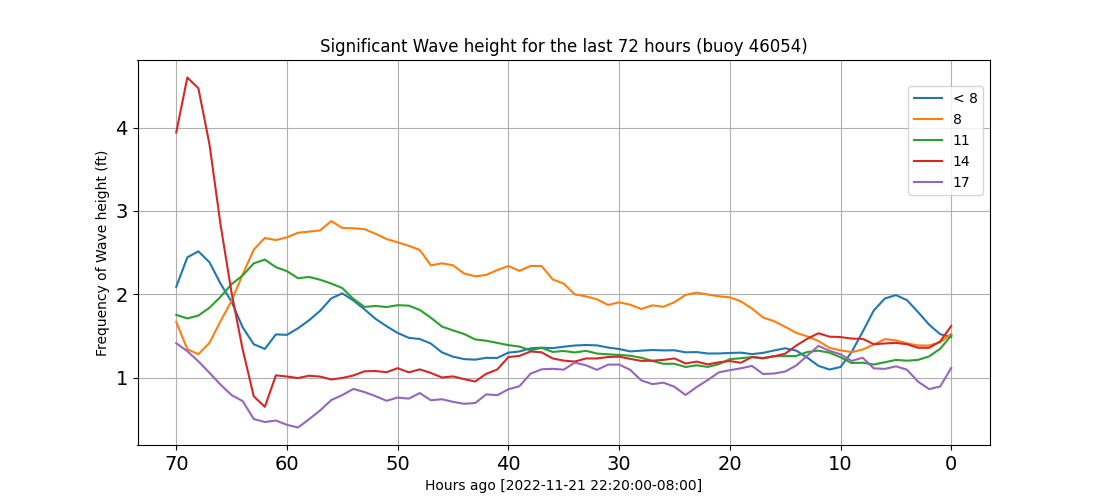 Significant Wave height for the last 72 hours (buoy 46054)
Frequency of Wave height (ft)
4
3
2
1
< 8
8
11
14
17
70 60 50 40 30 20 10 0
Hours ago [2022-11-21 22:20:00-08:00]